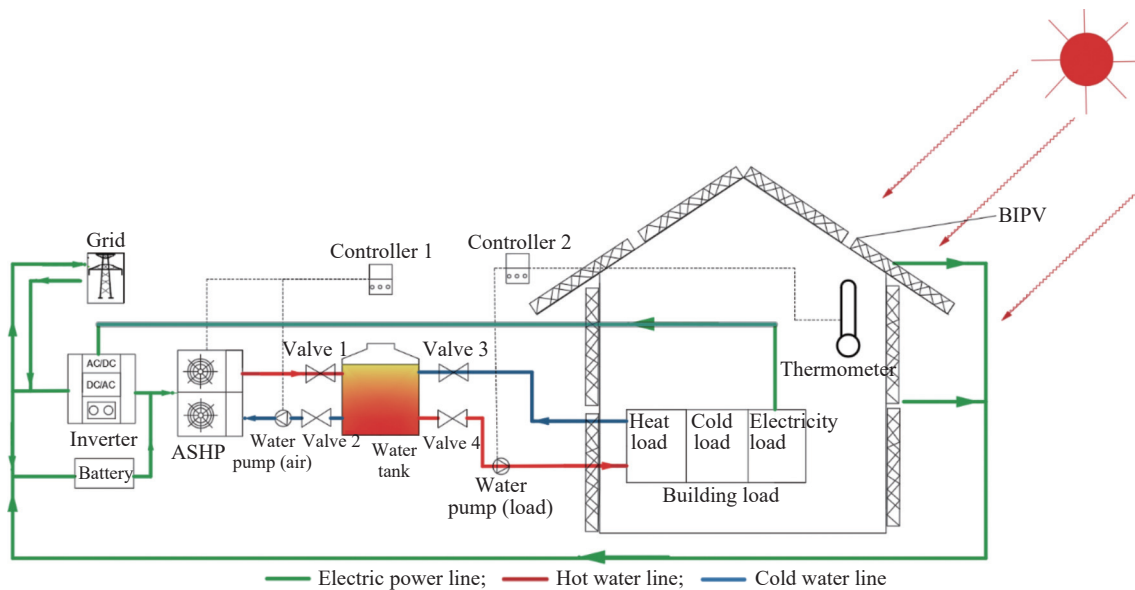 BIPV
Grid
Controller 1
Controller 2
Valve 1
Valve 3
AC/DC
DC/AC
Thermometer
Inverter
ASHP
Water
pump (air)
Valve 2
Water
tank
Valve 4
Heat
load
Cold
load
Electricity
load
Battery
Water
pump (load)
Building load
Electric power line; Hot water line; Cold water line